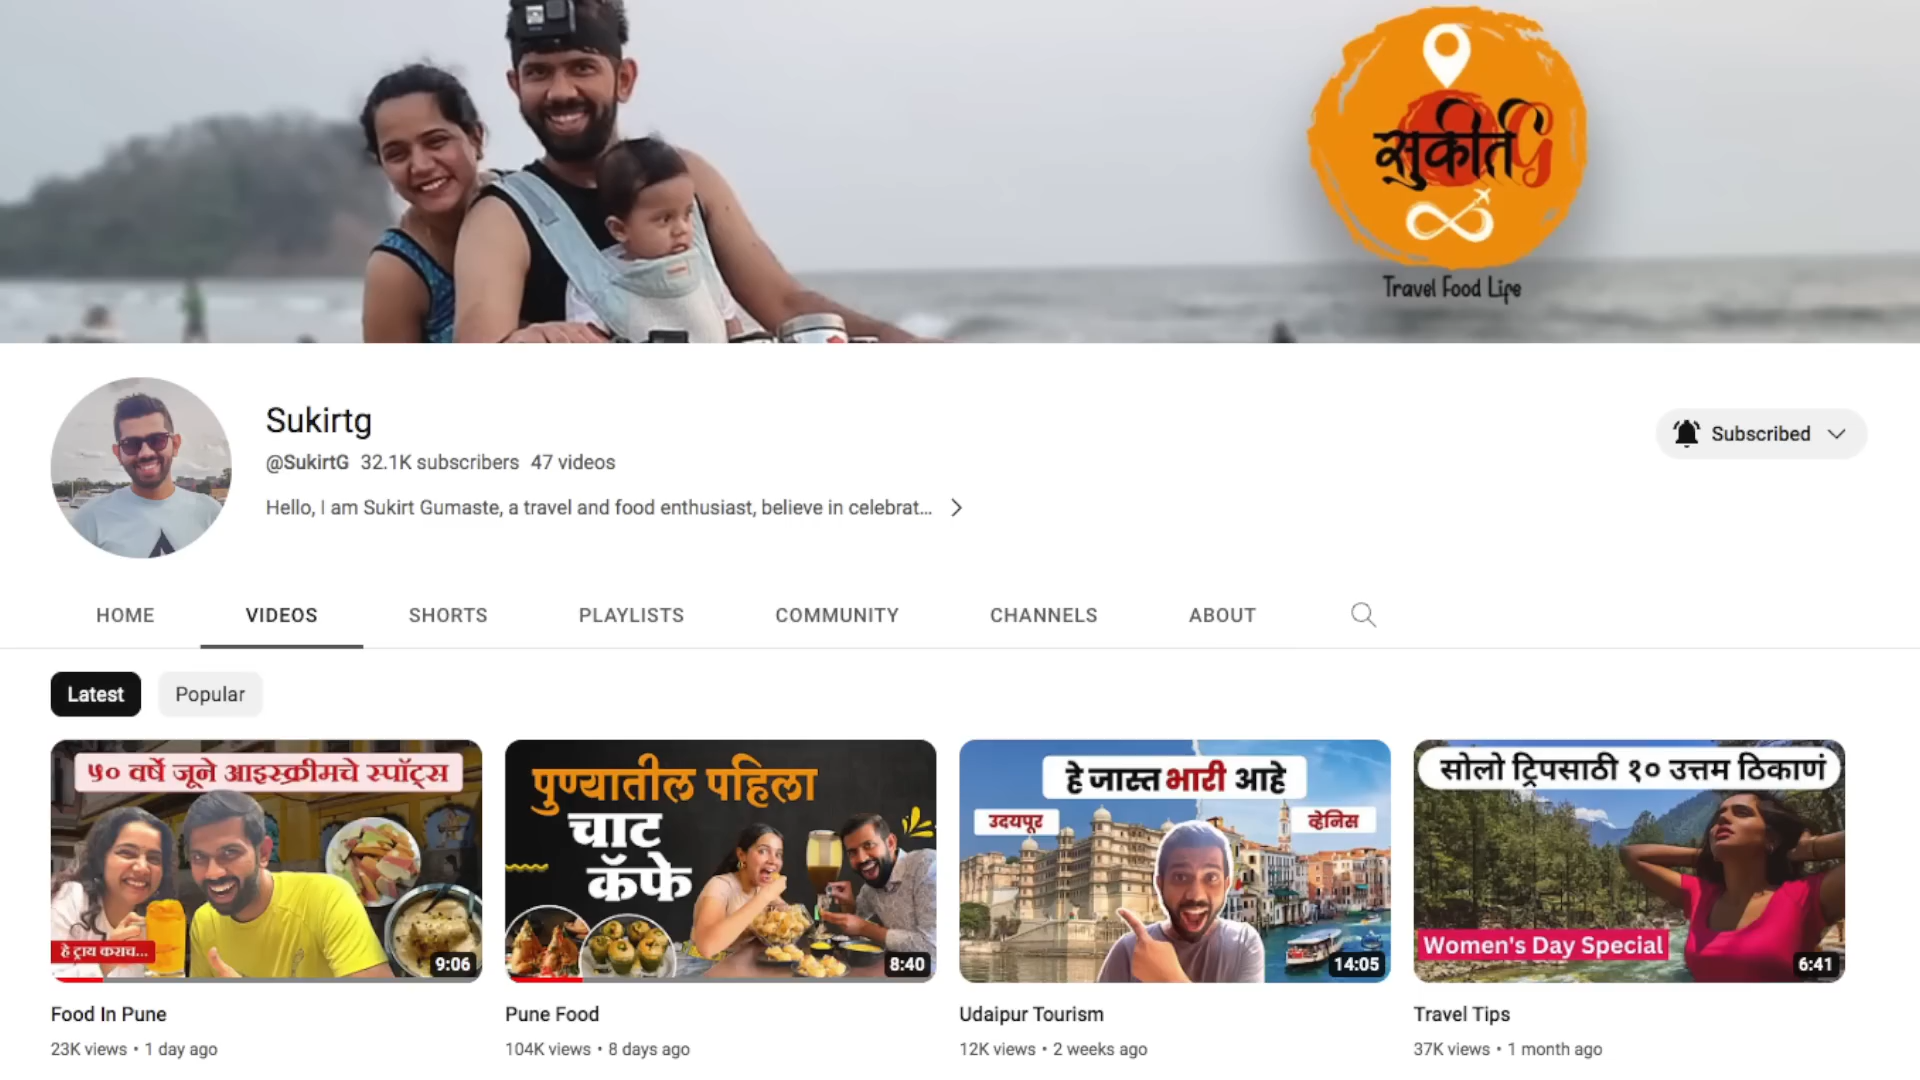 सुकीर्तG
Travel Food Life
Sukirtg
@SukirtG 32.1K subscribers 47 videos
Hello, I am Sukirt Gumaste, a travel and food enthusiast, believe in celebrat...
Subscribed
HOME VIDEOS SHORTS PLAYLISTS COMMUNITY CHANNELS ABOUT
Latest Popular
५० वर्षे जूने आइस्क्रीमचे स्पॉट्स
हे ट्राय कराच...
9:06
पुण्यातील पहिला
चाट
कॅफे
8:40
हे जास्त भारी आहे
उदयपूर व्हेनिस
14:05
सोलो ट्रिपसाठी १० उत्तम ठिकाणं
Women's Day Special
6:41
Food In Pune
23K views • 1 day ago
Pune Food
104K views • 8 days ago
Udaipur Tourism
12K views • 2 weeks ago
Travel Tips
37K views • 1 month ago